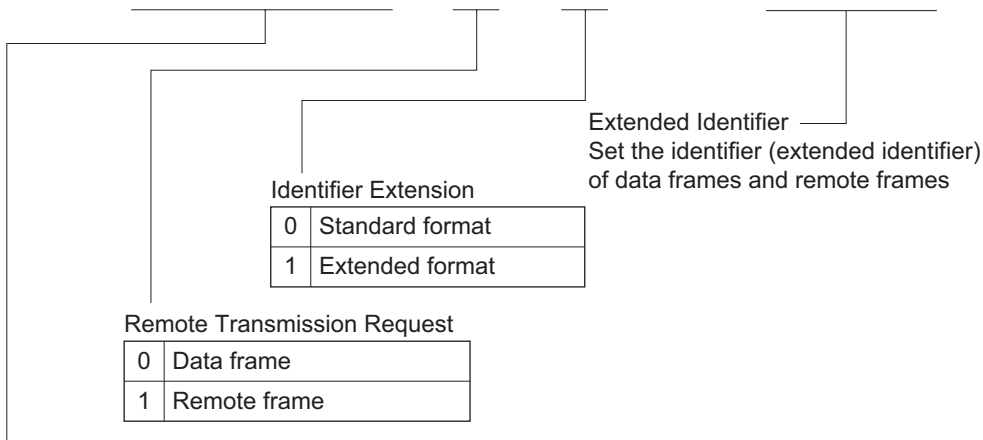 Extended Identifier
Set the identifier (extended identifier)
of data frames and remote frames
Identifier Extension
0 Standard format
1 Extended format
Remote Transmission Request
0 Data frame
1 Remote frame